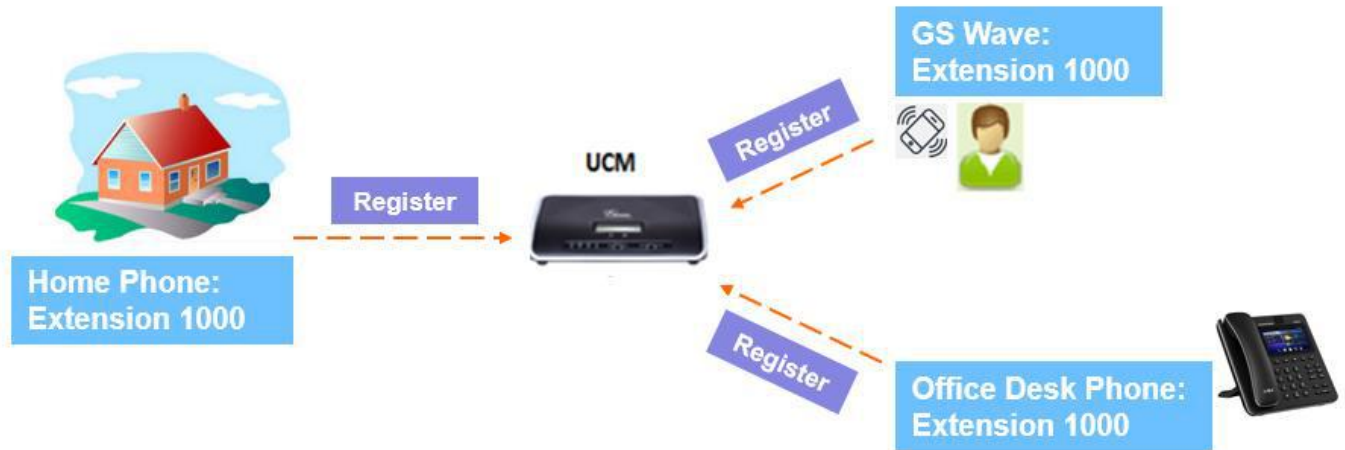 GS Wave:
Extension 1000
Register
UCM
Register
Home Phone:
Extension 1000
Register
Office Desk Phone:
Extension 1000